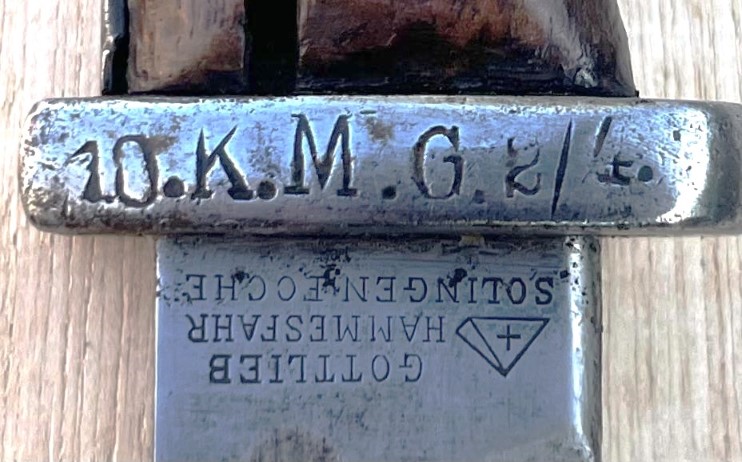 10.K.M.G.2/4.
GOTTLIEB
HAMMESFAHR
SOLINGEN-FOCHE